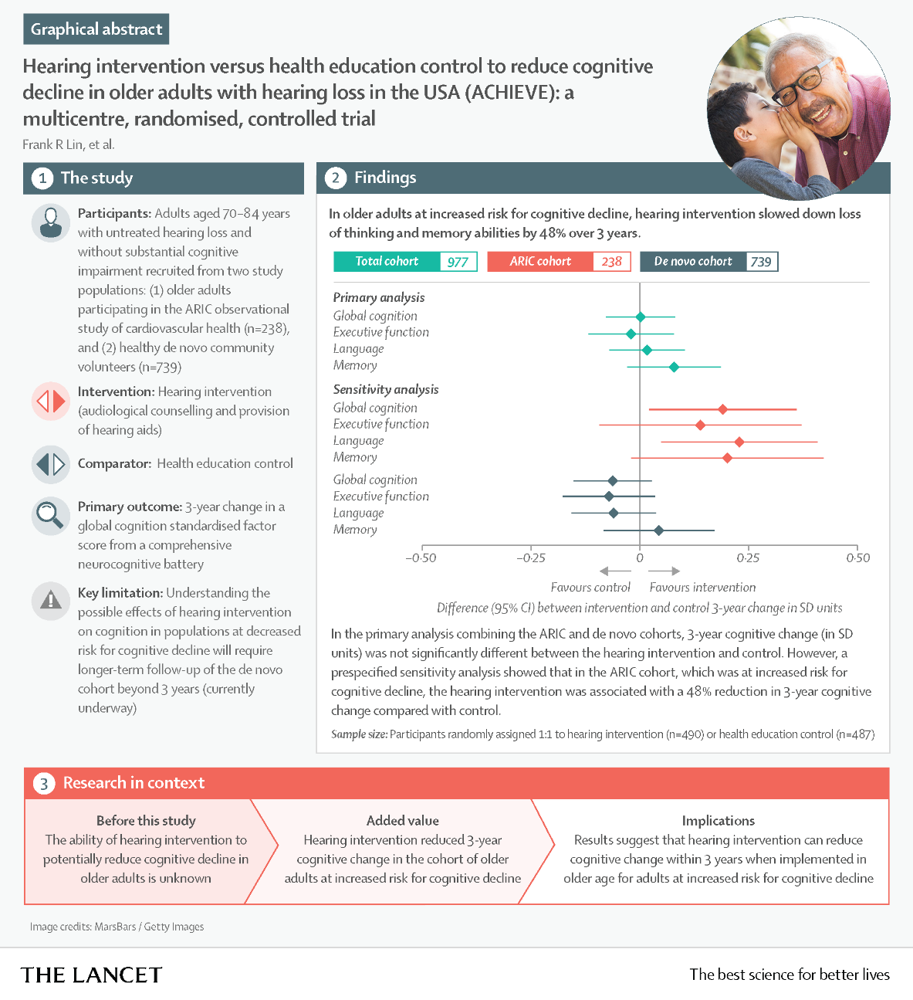 Graphical abstract
Hearing intervention versus health education control to reduce cognitive
decline in older adults with hearing loss in the USA (ACHIEVE): a
multicentre, randomised, controlled trial
Frank R Lin, et al.
1 The study
Participants: Adults aged 70–84 years
with untreated hearing loss and
without substantial cognitive
impairment recruited from two study
populations: (1) older adults
participating in the ARIC observational
study of cardiovascular health (n=238),
and (2) healthy de novo community
volunteers (n=739)
Intervention: Hearing intervention
(audiological counselling and provision
of hearing aids)
Comparator: Health education control
Primary outcome: 3-year change in a
global cognition standardised factor
score from a comprehensive
neurocognitive battery
Key limitation: Understanding the
possible effects of hearing intervention
on cognition in populations at decreased
risk for cognitive decline will require
longer-term follow-up of the de novo
cohort beyond 3 years (currently
underway)
2 Findings
In older adults at increased risk for cognitive decline, hearing intervention slowed down loss
of thinking and memory abilities by 48% over 3 years.
Total cohort 977 ARIC cohort 238 De novo cohort 739
Primary analysis
Global cognition
Executive function
Language
Memory
Sensitivity analysis
Global cognition
Executive function
Language
Memory
Global cognition
Executive function
Language
Memory
–0·50 –0·25 0 0·25 0·50
Favours control Favours intervention
Difference (95% CI) between intervention and control 3-year change in SD units
In the primary analysis combining the ARIC and de novo cohorts, 3-year cognitive change (in SD
units) was not significantly different between the hearing intervention and control. However, a
prespecified sensitivity analysis showed that in the ARIC cohort, which was at increased risk for
cognitive decline, the hearing intervention was associated with a 48% reduction in 3-year cognitive
change compared with control.
Sample size: Participants randomly assigned 1:1 to hearing intervention (n=490) or health education control (n=487)
3 Research in context
Before this study
The ability of hearing intervention to
potentially reduce cognitive decline in
older adults is unknown
Added value
Hearing intervention reduced 3-year
cognitive change in the cohort of older
adults at increased risk for cognitive decline
Implications
Results suggest that hearing intervention can reduce
cognitive change within 3 years when implemented in
older age for adults at increased risk for cognitive decline
Image credits: MarsBars / Getty Images
THE LANCET
The best science for better lives